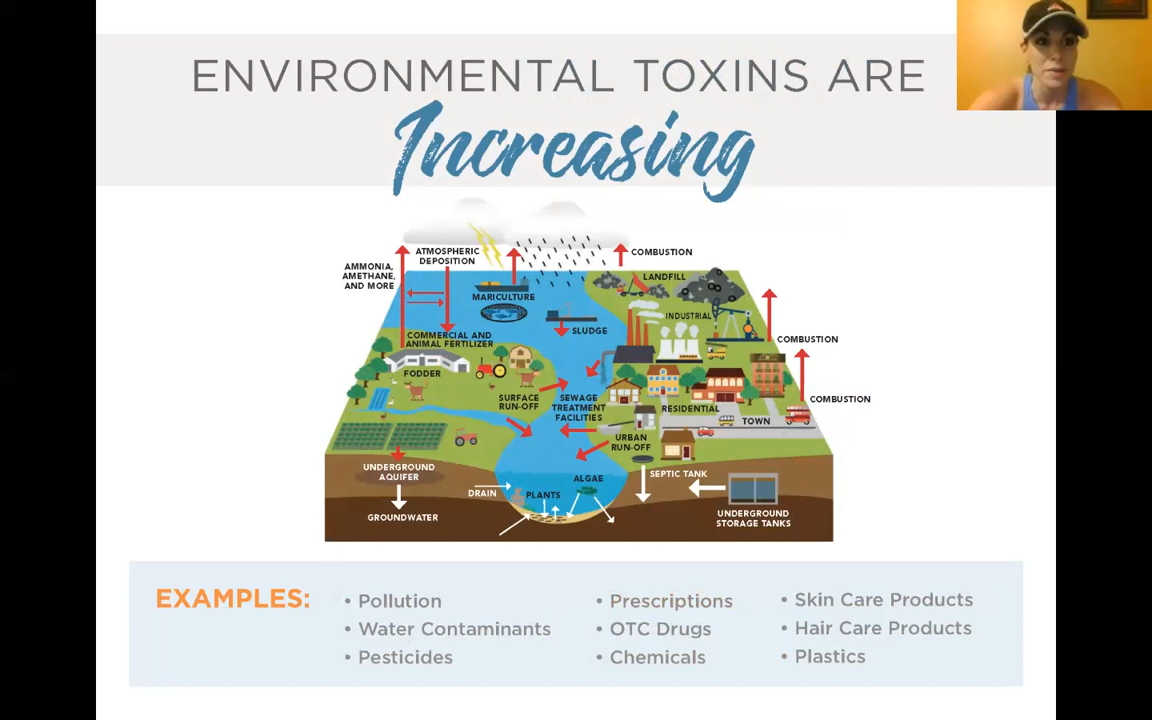 ENVIRONMENTAL TOXINS ARE
Increasing
ATMOSPHERIC
DEPOSITION
COMBUSTION
AMMONIA,
AMETHANE,
AND MORE
LANDFILL
MARICULTURE
INDUSTRIAL
SLUDGE
COMMERCIAL AND
ANIMAL FERTILIZER
COMBUSTION
FODDER
SURFACE
RUN-OFF
SEWAGE
TREATMENT
FACILITIES
RESIDENTIAL
COMBUSTION
TOWN
URBAN
RUN-OFF
UNDERGROUND
AQUIFER
SEPTIC TANK
ALGAE
DRAIN
PLANTS
GROUNDWATER
UNDERGROUND
STORAGE TANKS
EXAMPLES:
• Pollution
• Water Contaminants
• Pesticides
• Prescriptions
• OTC Drugs
• Chemicals
• Skin Care Products
• Hair Care Products
• Plastics